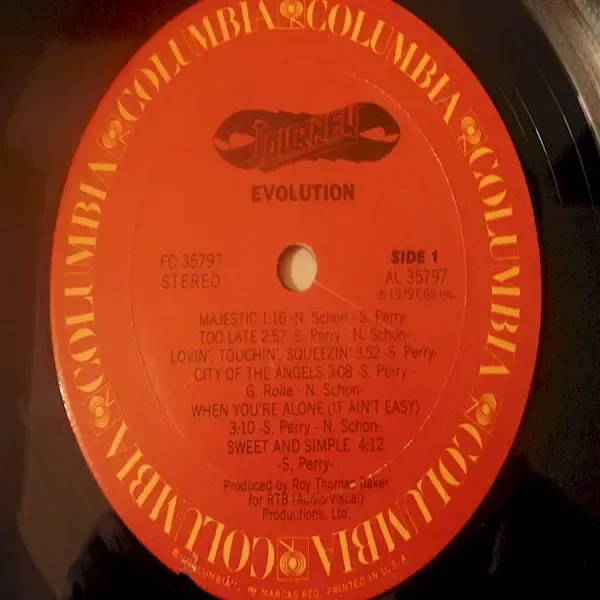 COLUMBIA COLUMBIA COLUMBIA COLUMBIA COLUMBIA COLUMBIA
JOURNEY
EVOLUTION
FC 35797
STEREO
SIDE 1
AL 35797
℗ 1979 CBS Inc.
MAJESTIC 1:16 -N. Schon - S. Perry-
TOO LATE 2:57 -S. Perry - N. Schon-
LOVIN', TOUCHIN', SQUEEZIN' 3:52 -S. Perry-
CITY OF THE ANGELS 3:08 -S. Perry -
G. Rolie - N. Schon-
WHEN YOU'RE ALONE (IT AIN'T EASY)
3:10 -S. Perry - N. Schon-
SWEET AND SIMPLE 4:12
-S. Perry-
Produced by Roy Thomas Baker
for RTB (Audio/Visual)
Productions, Ltd.
"COLUMBIA", MARCAS REG. PRINTED IN U.S.A.